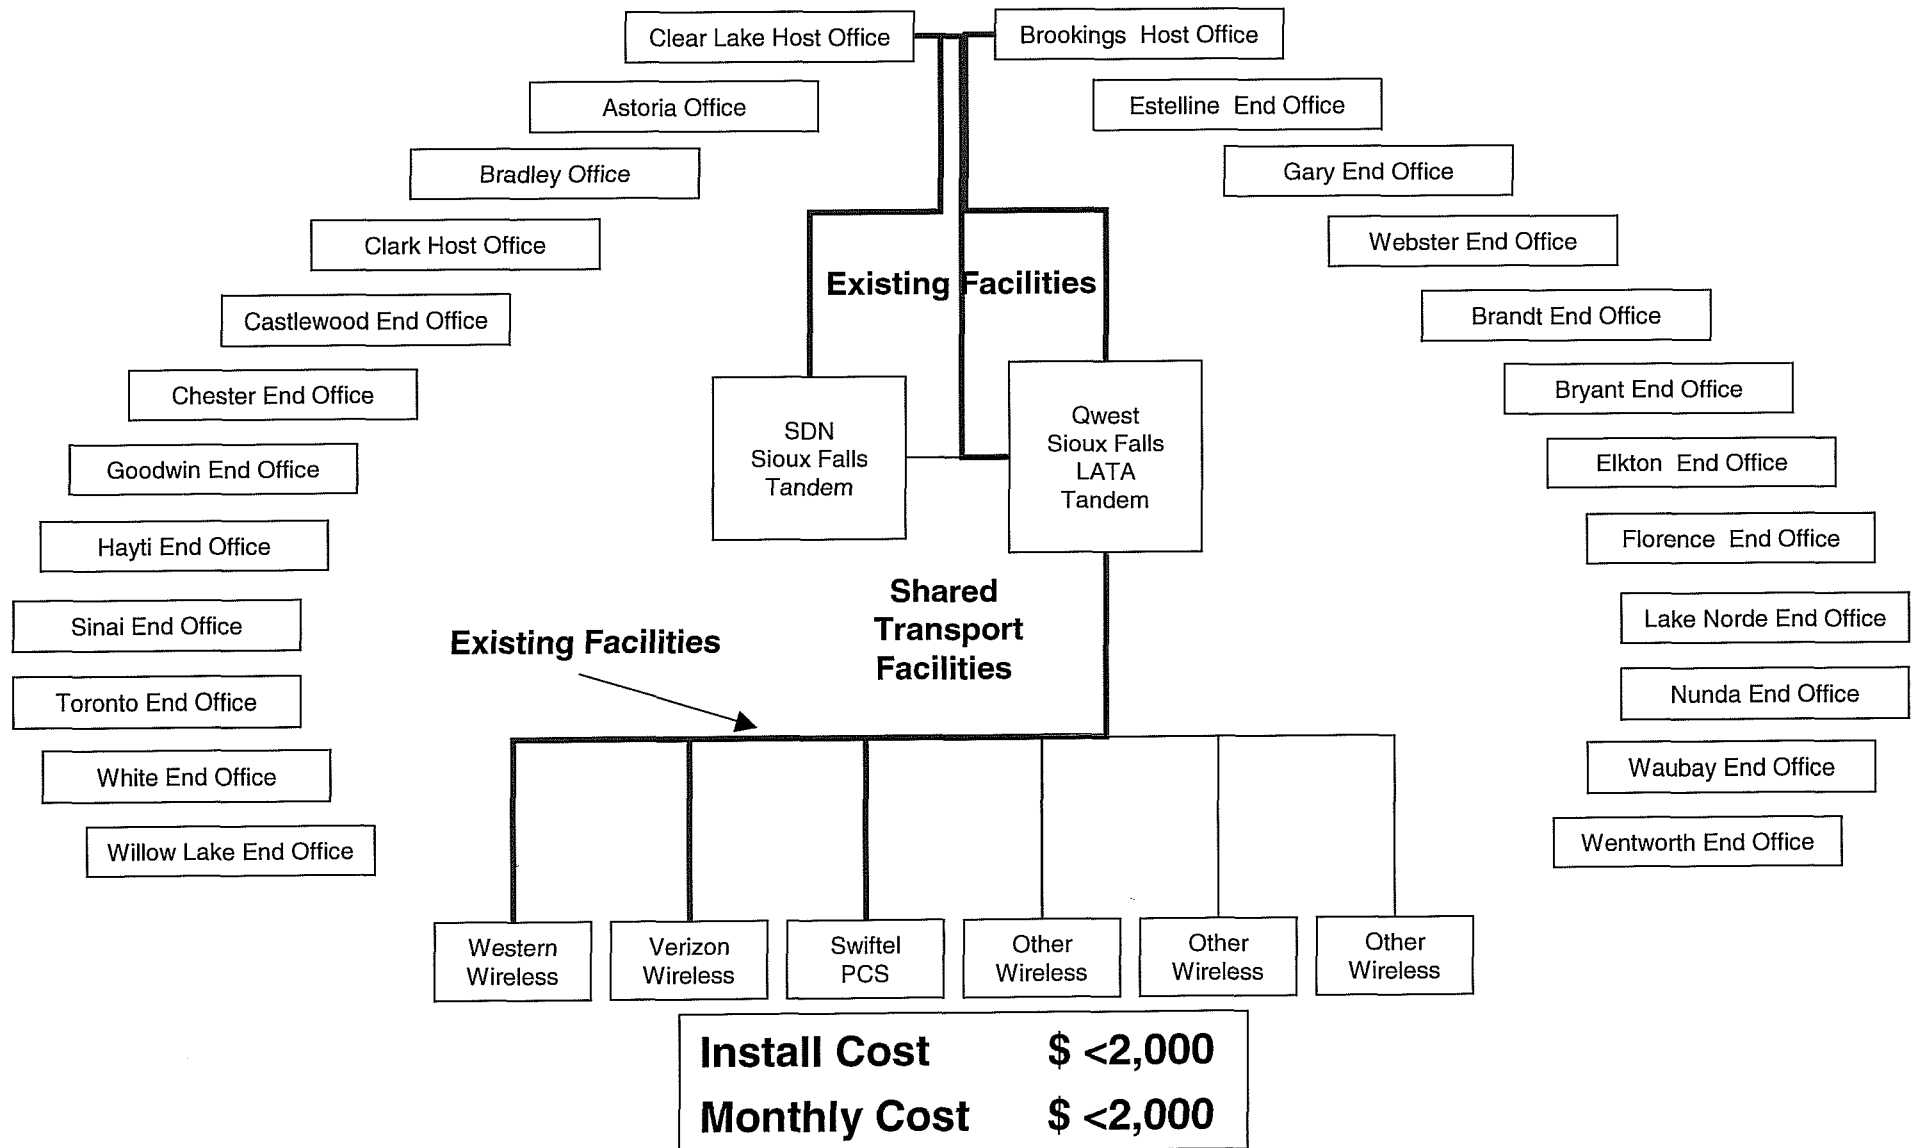 Clear Lake Host Office
Brookings Host Office
Astoria Office
Estelline End Office
Bradley Office
Gary End Office
Clark Host Office
Webster End Office
Existing Facilities
Castlewood End Office
Brandt End Office
Chester End Office
Bryant End Office
SDN
Sioux Falls
Tandem
Qwest
Sioux Falls
LATA
Tandem
Goodwin End Office
Elkton End Office
Hayti End Office
Florence End Office
Shared
Transport
Facilities
Existing Facilities
Sinai End Office
Lake Norde End Office
Toronto End Office
Nunda End Office
White End Office
Waubay End Office
Willow Lake End Office
Wentworth End Office
Western
Wireless
Verizon
Wireless
Swiftel
PCS
Other
Wireless
Other
Wireless
Other
Wireless
Install Cost $ <2,000
Monthly Cost $ <2,000